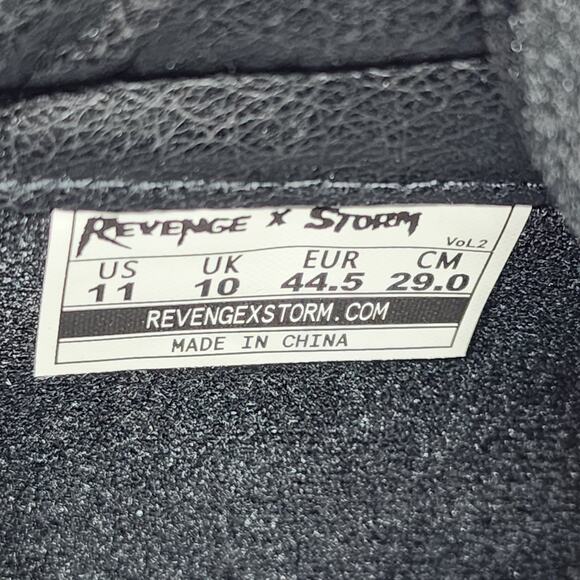 REVENGE X STORM
VoL.2
US UK EUR CM
11 10 44.5 29.0
REVENGEXSTORM.COM
MADE IN CHINA